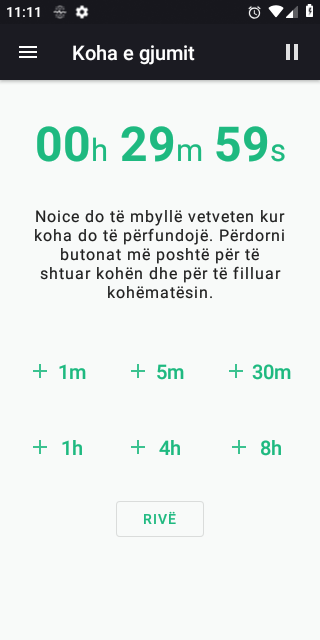 11:11
Koha e gjumit
00h 29m 59s
Noice do të mbyllë vetveten kur
koha do të përfundojë. Përdorni
butonat më poshtë për të
shtuar kohën dhe për të filluar
kohëmatësin.
+ 1m + 5m + 30m
+ 1h + 4h + 8h
RIVË